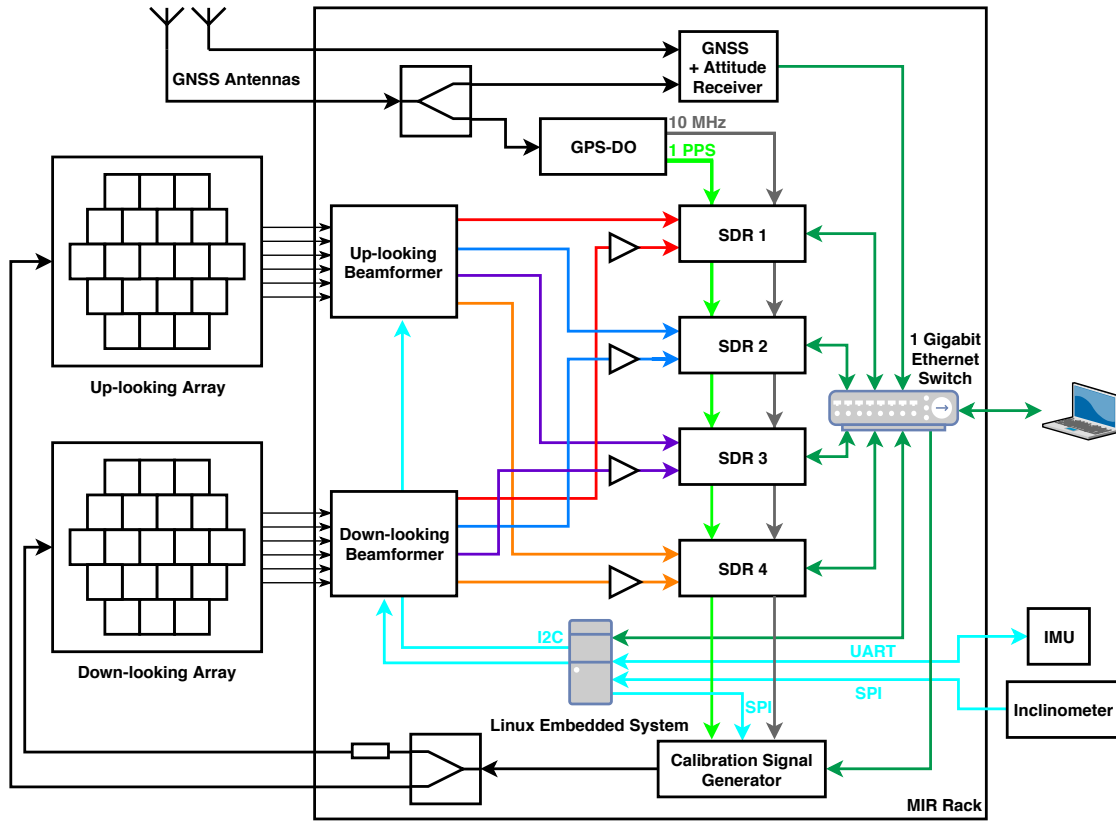 GNSS
+ Attitude
Receiver
GNSS Antennas
10 MHz
GPS-DO
1 PPS
Up-looking
Beamformer
SDR 1
SDR 2
1 Gigabit
Ethernet
Switch
Up-looking Array
SDR 3
Down-looking
Beamformer
SDR 4
I2C
UART
IMU
Down-looking Array
SPI
SPI
Inclinometer
Linux Embedded System
Calibration Signal
Generator
MIR Rack